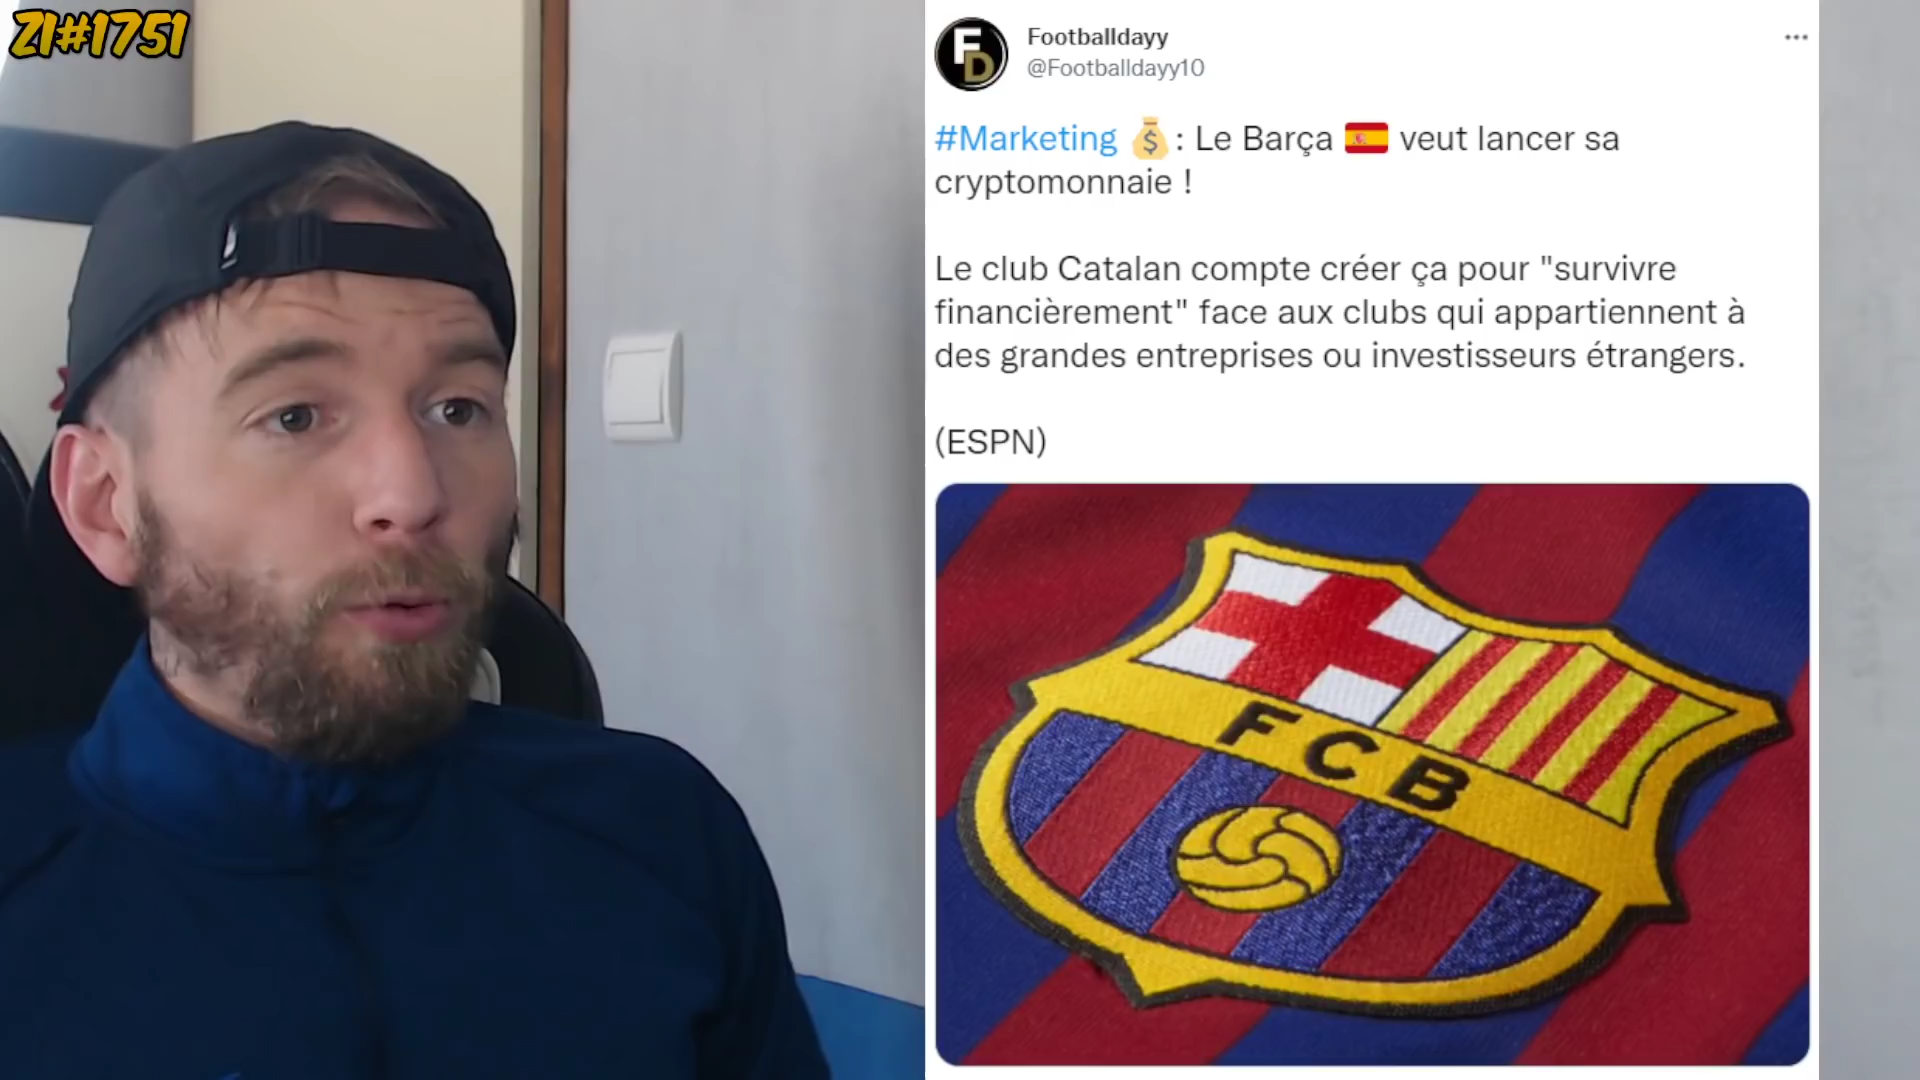 ZI#1751
Footballdayy
@Footballdayy10
#Marketing 💰 : Le Barça 🇪🇸 veut lancer sa
cryptomonnaie !
Le club Catalan compte créer ça pour "survivre
financièrement" face aux clubs qui appartiennent à
des grandes entreprises ou investisseurs étrangers.
(ESPN)
FD
FCB